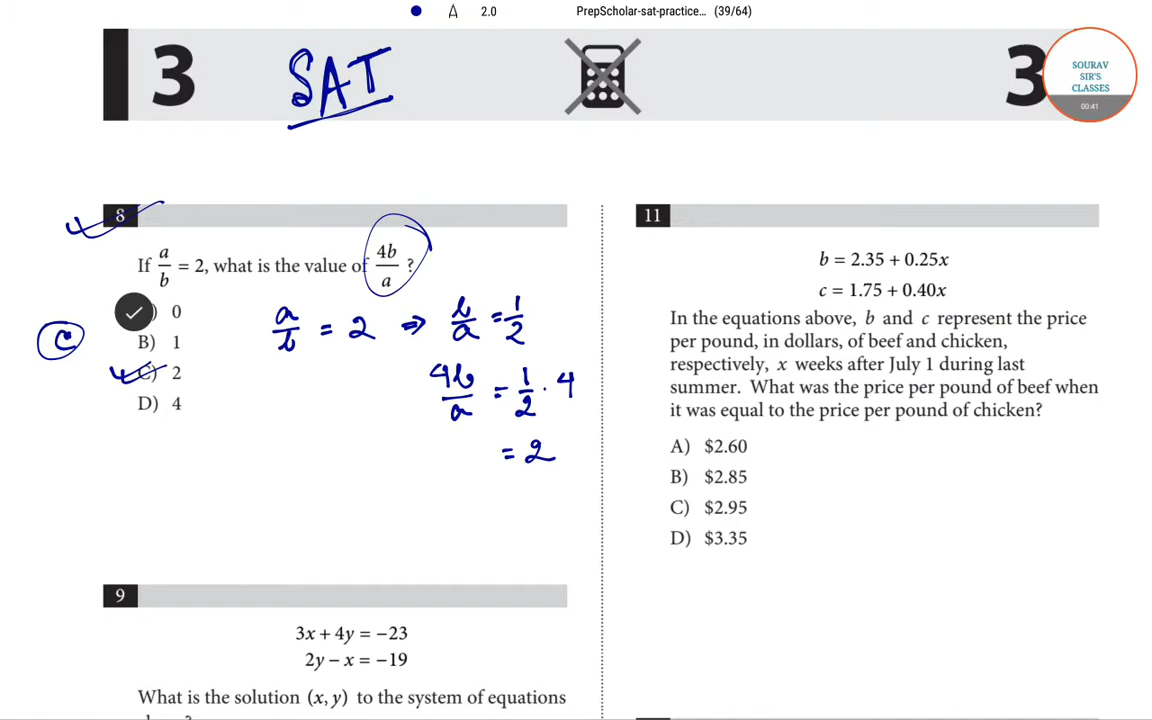 2.0 PrepScholar-sat-practice... (39/64)
3 SAT 3
SOURAV
SIR'S
CLASSES
00:41
8
If a/b = 2, what is the value of 4b/a ?
) 0
B) 1
C) 2
D) 4
C
a/b = 2 ⇒ b/a = 1/2
4b/a = 1/2 · 4
= 2
9
3x + 4y = −23
2y − x = −19
What is the solution (x, y) to the system of equations
11
b = 2.35 + 0.25x
c = 1.75 + 0.40x
In the equations above, b and c represent the price
per pound, in dollars, of beef and chicken,
respectively, x weeks after July 1 during last
summer. What was the price per pound of beef when
it was equal to the price per pound of chicken?
A) $2.60
B) $2.85
C) $2.95
D) $3.35